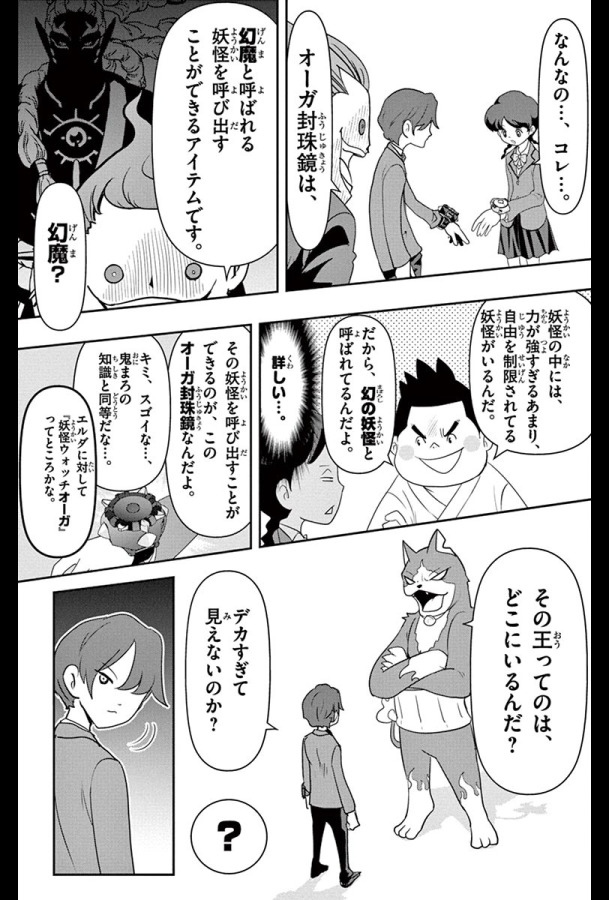 なんなの…、コレ…。
オーガ封珠鏡は、
幻魔と呼ばれる
妖怪を呼び出す
ことができるアイテムです。
幻魔？
妖怪の中には、
力が強すぎるあまり、
自由を制限されてる
妖怪がいるんだ。
だから、幻の妖怪と
呼ばれてるんだよ。
詳しい…。
その妖怪を呼び出すことが
できるのが、この
オーガ封珠鏡なんだよ。
キミ、スゴイな…、
鬼まろの
知識と同等だな…。
エルダに対して
『妖怪ウォッチオーガ』
ってところかな。
その王ってのは、
どこにいるんだ？
デカすぎて
見えないのか？
？